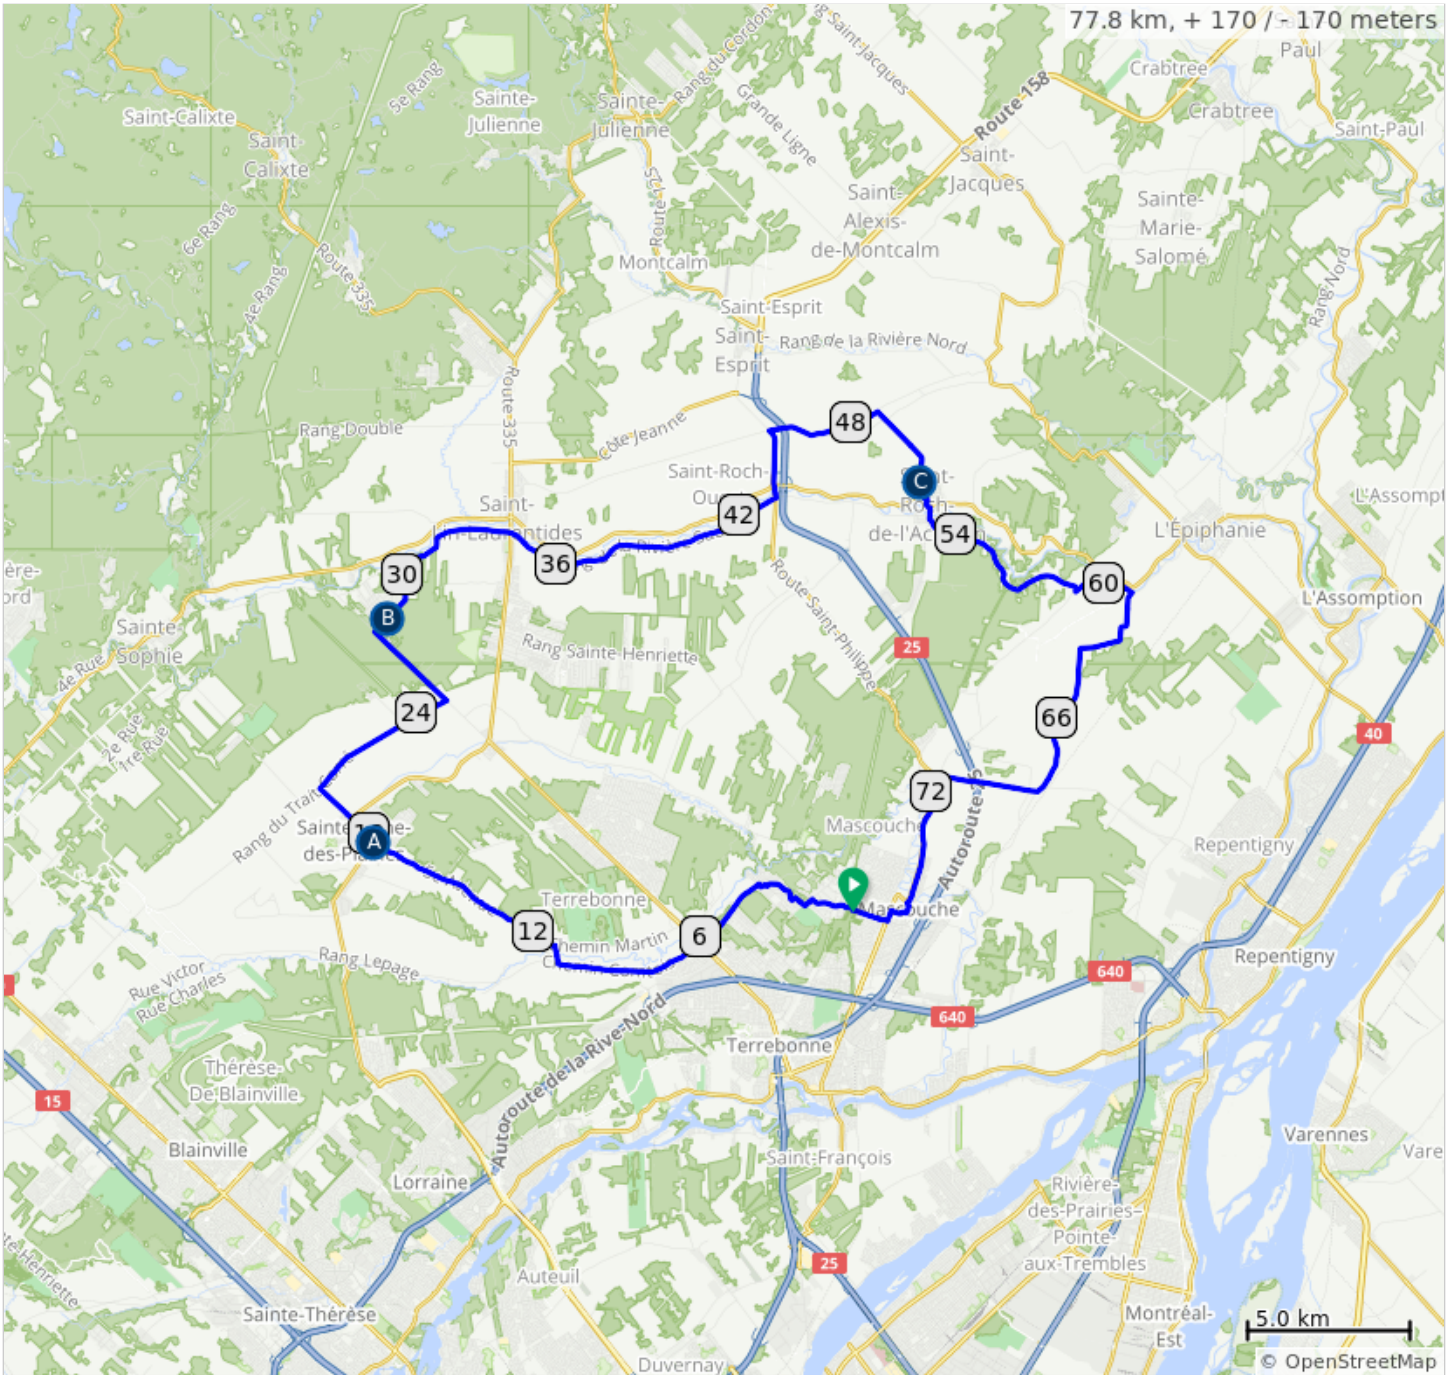 77.8 km, + 170 / - 170 meters
Saint-Jacques
Paul
Crabtree
Crabtree
Rang du Cordon
5e Rang
Sainte-
Julienne
Sainte-
Julienne
Saint-Calixte
Saint-
Calixte
Grande Ligne
Route 158
Saint-Paul
Saint-
Jacques
Saint-
Alexis-
de-Montcalm
Sainte-
Marie-
Salomé
6e Rang
4e Rang
Route 335
Montcalm
Rang Nord
Saint-Esprit
Saint-
Esprit
Rang de la Rivière Nord
Route 335
Rang Double
Côte Jeanne
48
Saint-Roch-
C
42
Saint-
de-l'Ac
54
L'Assompt
L'Épiphanie
36
30
60
B
L'Assomption
Sainte-
Sophie
4e Rue
Route Saint-Philippe
Rang Sainte Henriette
25
24
66
2e Rue
1re Rue
40
72
A
Mascouche
Autoroute 25
Repentigny
Terrebonne
Mascouche
12
6
Chemin Martin
Rang Lepage
Rue Victor
Rue Charles
640
Repentigny
640
Autoroute de la Rive-Nord
Terrebonne
Thérèse-
De Blainville
15
Blainville
Varennes
Vare
Saint-François
Lorraine
Rivière-
des-Prairies–
Pointe-
aux-Trembles
25
Auteuil
Sainte-Thérèse
Montréal-
Est
5.0 km
Duvernay
© OpenStreetMap